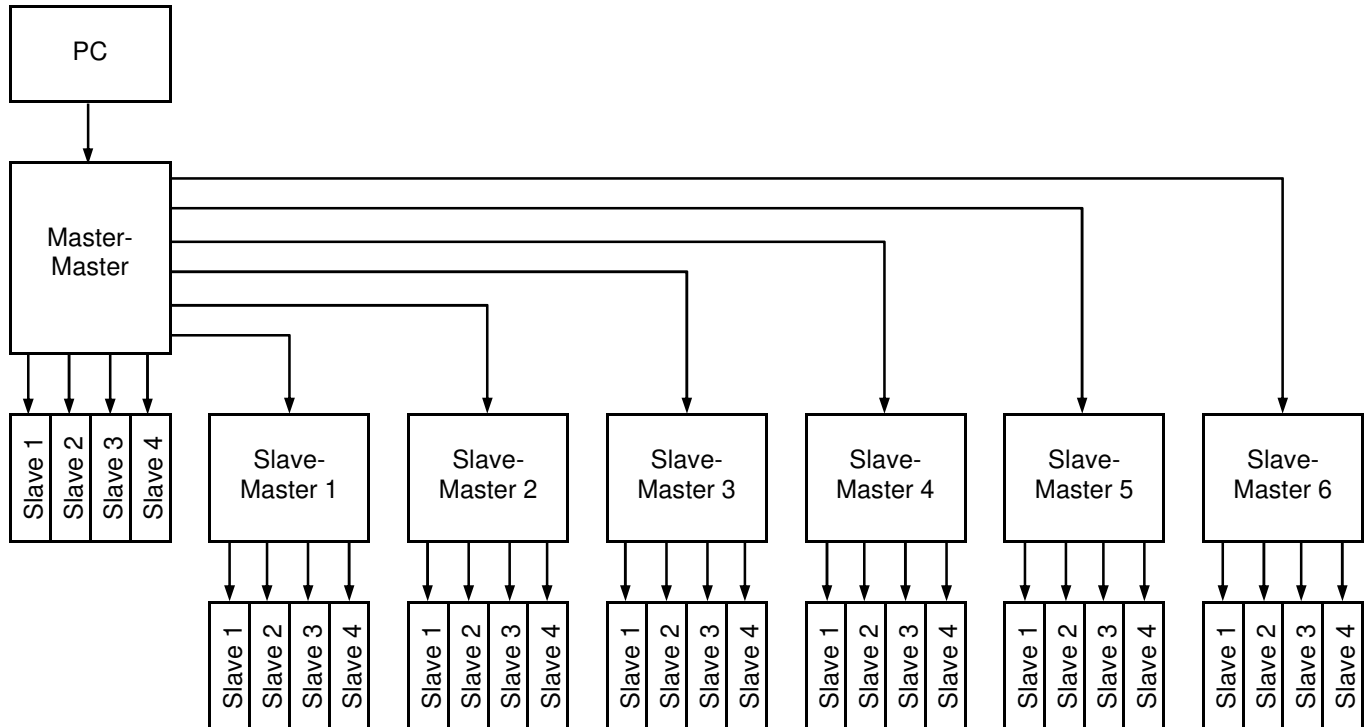 PC
Master-
Master
Slave 1
Slave 2
Slave 3
Slave 4
Slave-
Master 1
Slave-
Master 2
Slave-
Master 3
Slave-
Master 4
Slave-
Master 5
Slave-
Master 6
Slave 1
Slave 2
Slave 3
Slave 4
Slave 1
Slave 2
Slave 3
Slave 4
Slave 1
Slave 2
Slave 3
Slave 4
Slave 1
Slave 2
Slave 3
Slave 4
Slave 1
Slave 2
Slave 3
Slave 4
Slave 1
Slave 2
Slave 3
Slave 4